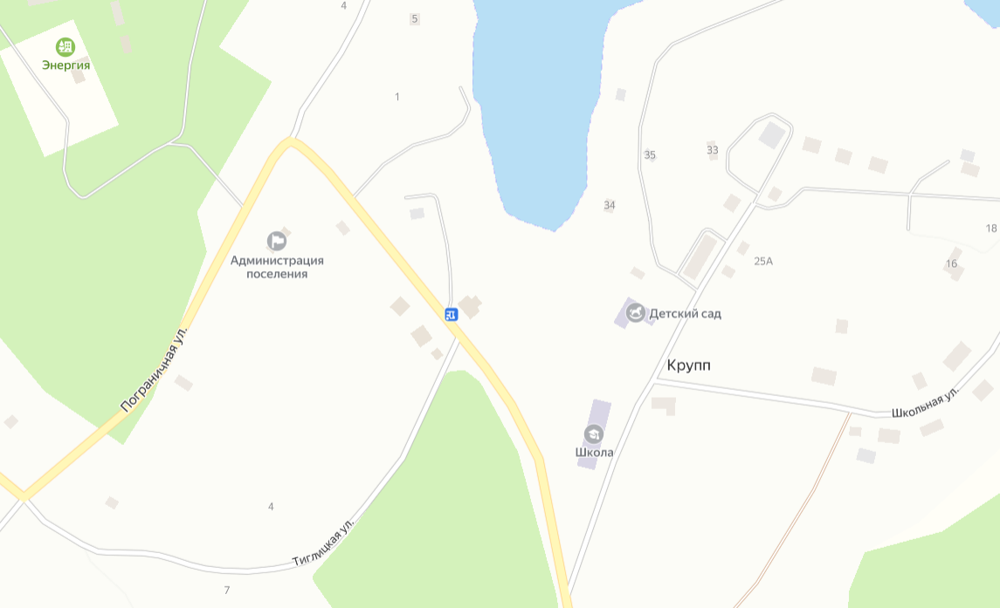 4
5
Энергия
1
35
33
34
18
Администрация
поселения
25А
16
Детский сад
Пограничная ул.
Крупп
Школьная ул.
Школа
4
Тиглицкая ул.
7